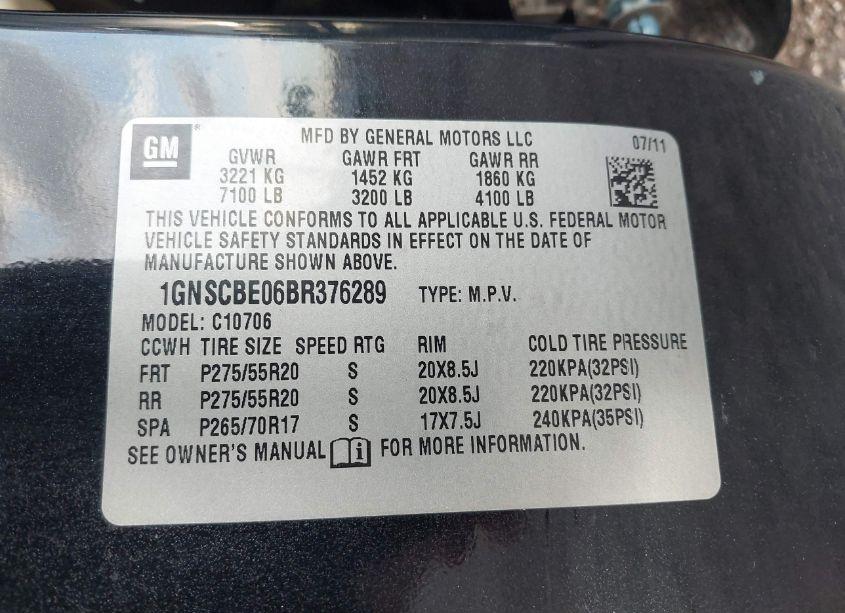 GM ® MFD BY GENERAL MOTORS LLC 07/11
GVWR GAWR FRT GAWR RR
3221 KG 1452 KG 1860 KG
7100 LB 3200 LB 4100 LB
THIS VEHICLE CONFORMS TO ALL APPLICABLE U.S. FEDERAL MOTOR
VEHICLE SAFETY STANDARDS IN EFFECT ON THE DATE OF
MANUFACTURE SHOWN ABOVE.
1GNSCBE06BR376289 TYPE: M.P.V.
MODEL: C10706
CCWH TIRE SIZE SPEED RTG RIM COLD TIRE PRESSURE
FRT P275/55R20 S 20X8.5J 220KPA(32PSI)
RR P275/55R20 S 20X8.5J 220KPA(32PSI)
SPA P265/70R17 S 17X7.5J 240KPA(35PSI)
SEE OWNER'S MANUAL i FOR MORE INFORMATION.